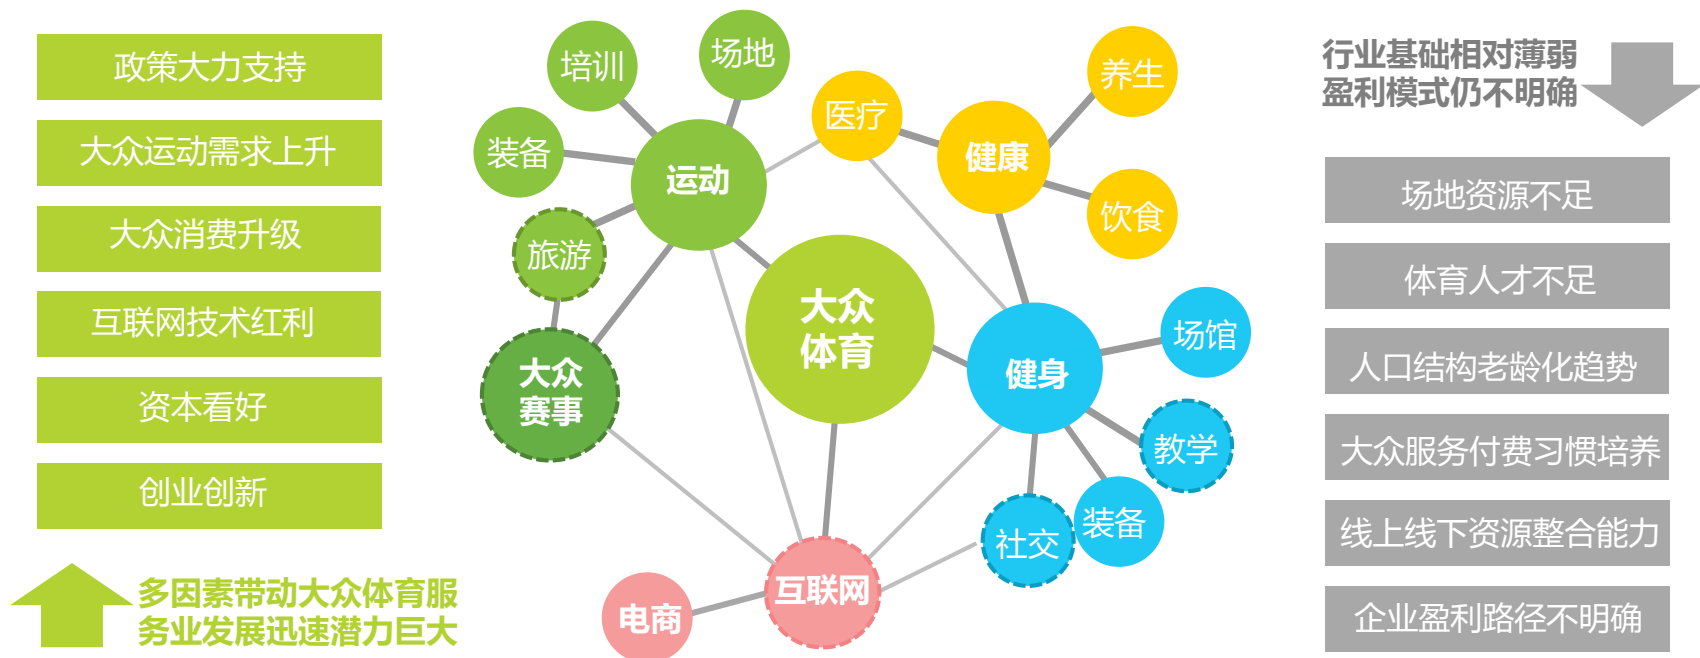 政策大力支持
大众运动需求上升
大众消费升级
互联网技术红利
资本看好
创业创新
多因素带动大众体育服
务业发展迅速潜力巨大
培训
场地
装备
运动
旅游
大众
赛事
医疗
健康
养生
饮食
大众
体育
健身
场馆
教学
装备
社交
互联网
电商
行业基础相对薄弱
盈利模式仍不明确
场地资源不足
体育人才不足
人口结构老龄化趋势
大众服务付费习惯培养
线上线下资源整合能力
企业盈利路径不明确